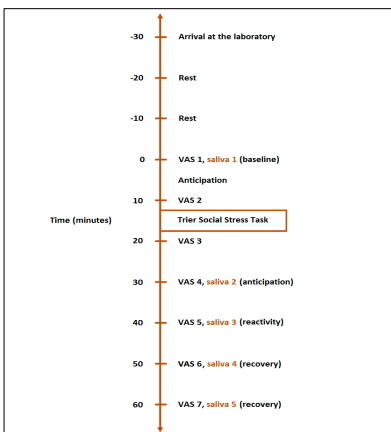 -30 Arrival at the laboratory
-20 Rest
-10 Rest
0 VAS 1, saliva 1 (baseline)
Anticipation
10 VAS 2
Time (minutes) Trier Social Stress Task
20 VAS 3
30 VAS 4, saliva 2 (anticipation)
40 VAS 5, saliva 3 (reactivity)
50 VAS 6, saliva 4 (recovery)
60 VAS 7, saliva 5 (recovery)